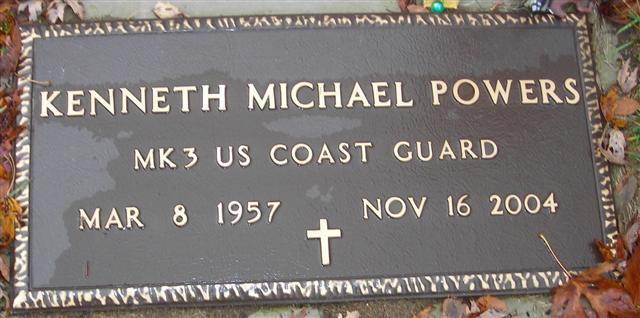 KENNETH MICHAEL POWERS
MK3 US COAST GUARD
MAR 8 1957 NOV 16 2004